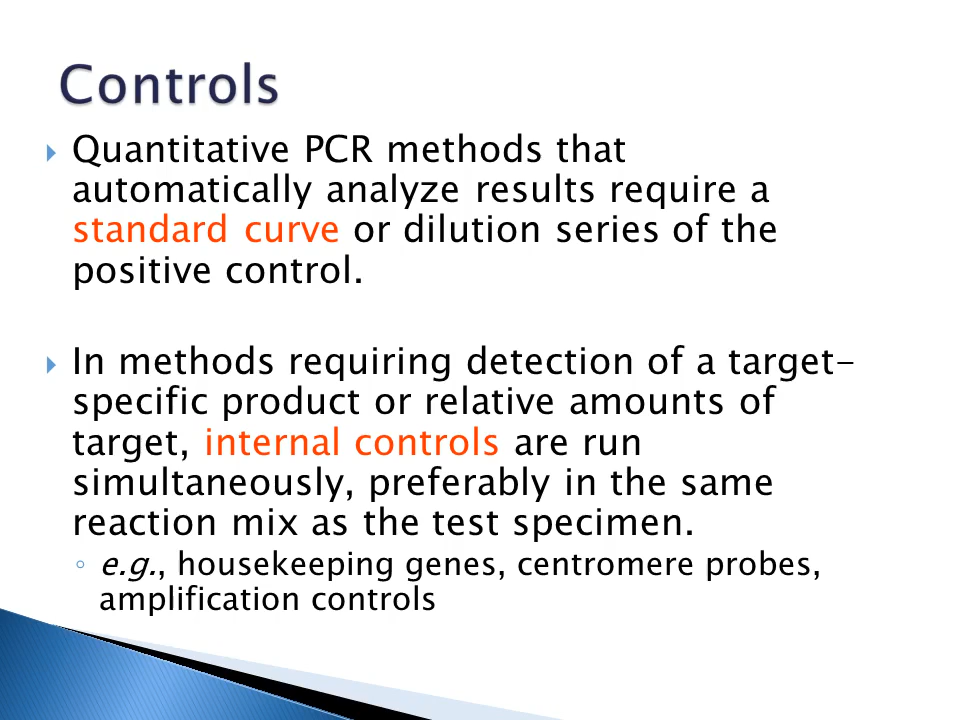 Controls
Quantitative PCR methods that
automatically analyze results require a
standard curve or dilution series of the
positive control.
In methods requiring detection of a target-
specific product or relative amounts of
target, internal controls are run
simultaneously, preferably in the same
reaction mix as the test specimen.
e.g., housekeeping genes, centromere probes,
amplification controls